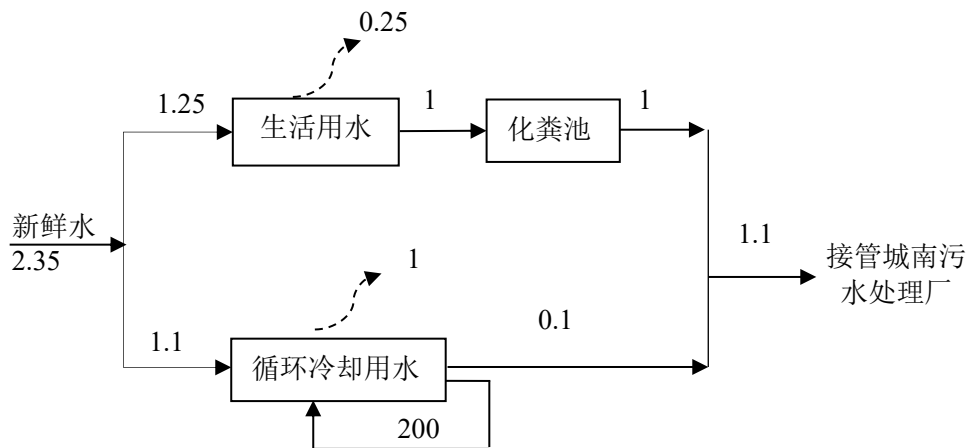 0.25
1.25
生活用水
1
化粪池
1
新鲜水
2.35
1.1
接管城南污
水处理厂
1
0.1
1.1
循环冷却用水
200